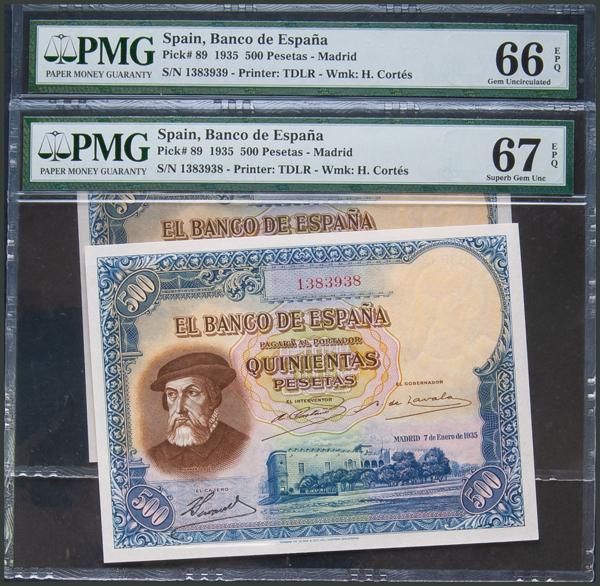 PMG
PAPER MONEY GUARANTY
Spain, Banco de España
Pick# 89 1935 500 Pesetas - Madrid
S/N 1383939 - Printer: TDLR - Wmk: H. Cortés
66 EPQ
Gem Uncirculated
PMG
PAPER MONEY GUARANTY
Spain, Banco de España
Pick# 89 1935 500 Pesetas - Madrid
S/N 1383938 - Printer: TDLR - Wmk: H. Cortés
67 EPQ
Superb Gem Unc
EL BANCO DE ESPAÑA
500
1383938
EL BANCO DE ESPAÑA
PAGARÁ AL PORTADOR
QUINIENTAS
PESETAS
EL INTERVENTOR
EL GOBERNADOR
MADRID 7 de Enero de 1935
EL CAJERO
500
500